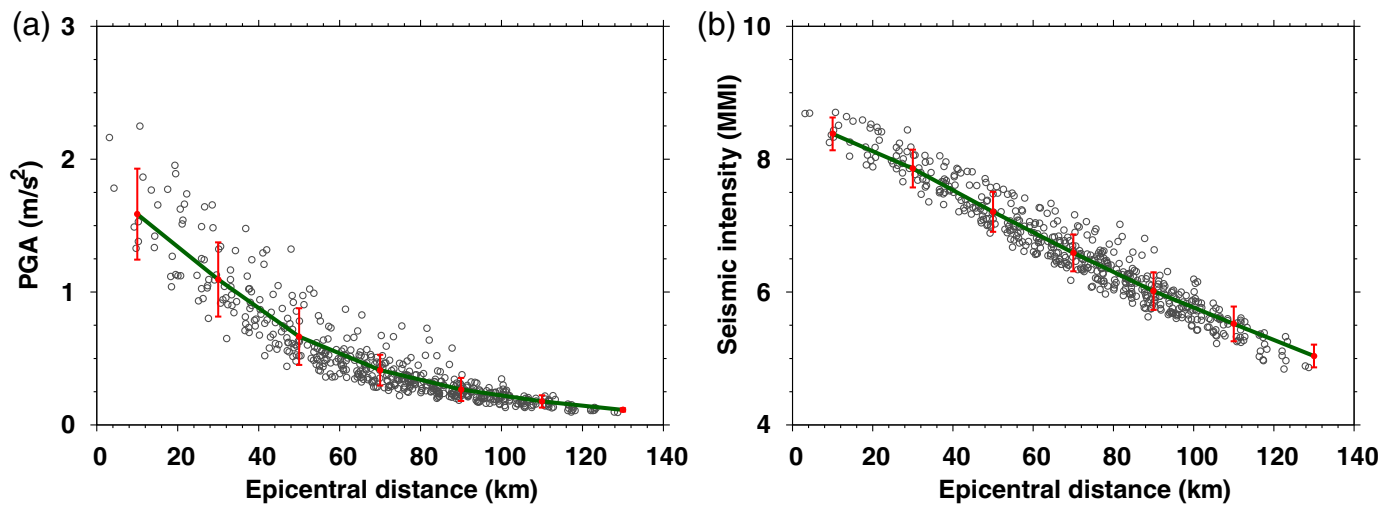 (a)
3
2
1
0
PGA (m/s²)
0 20 40 60 80 100 120 140
Epicentral distance (km)
(b)
10
8
6
4
Seismic intensity (MMI)
0 20 40 60 80 100 120 140
Epicentral distance (km)